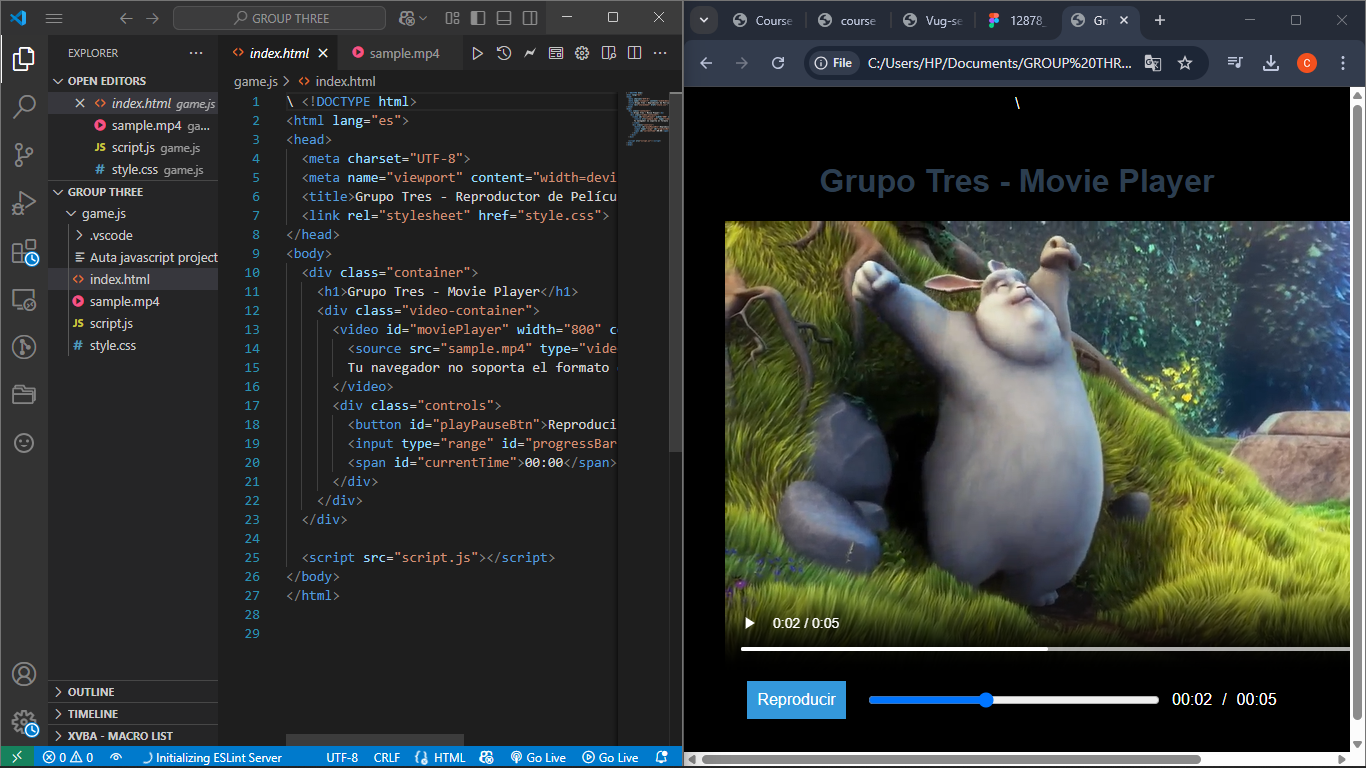 GROUP THREE
EXPLORER
OPEN EDITORS
index.html game.js
sample.mp4 ga...
script.js game.js
style.css game.js
GROUP THREE
game.js
.vscode
Auta javascript project
index.html
sample.mp4
script.js
style.css
OUTLINE
TIMELINE
XVBA - MACRO LIST
index.html
sample.mp4
game.js > index.html
1 \ <!DOCTYPE html>
2 <html lang="es">
3 <head>
4 <meta charset="UTF-8">
5 <meta name="viewport" content="width=devi
6 <title>Grupo Tres - Reproductor de Pelícu
7 <link rel="stylesheet" href="style.css">
8 </head>
9 <body>
10 <div class="container">
11 <h1>Grupo Tres - Movie Player</h1>
12 <div class="video-container">
13 <video id="moviePlayer" width="800" c
14 <source src="sample.mp4" type="vide
15 Tu navegador no soporta el formato
16 </video>
17 <div class="controls">
18 <button id="playPauseBtn">Reproduci
19 <input type="range" id="progressBar
20 <span id="currentTime">00:00</span>
21 </div>
22 </div>
23 </div>
24
25 <script src="script.js"></script>
26 </body>
27 </html>
28
29
0 0 Initializing ESLint Server UTF-8 CRLF HTML Go Live Go Live
Course course Vug-se 12878_ Gr
File C:/Users/HP/Documents/GROUP%20THR... C
\
Grupo Tres - Movie Player
0:02 / 0:05
Reproducir 00:02 / 00:05